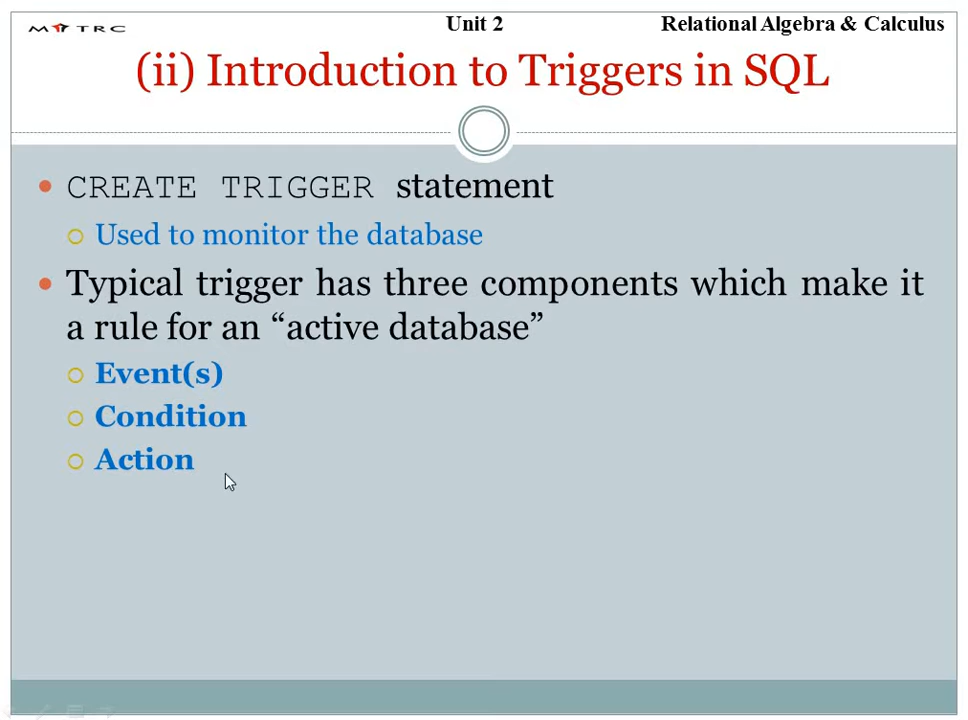 M TRC
Unit 2
Relational Algebra & Calculus
(ii) Introduction to Triggers in SQL
CREATE TRIGGER statement
Used to monitor the database
Typical trigger has three components which make it
a rule for an “active database”
Event(s)
Condition
Action